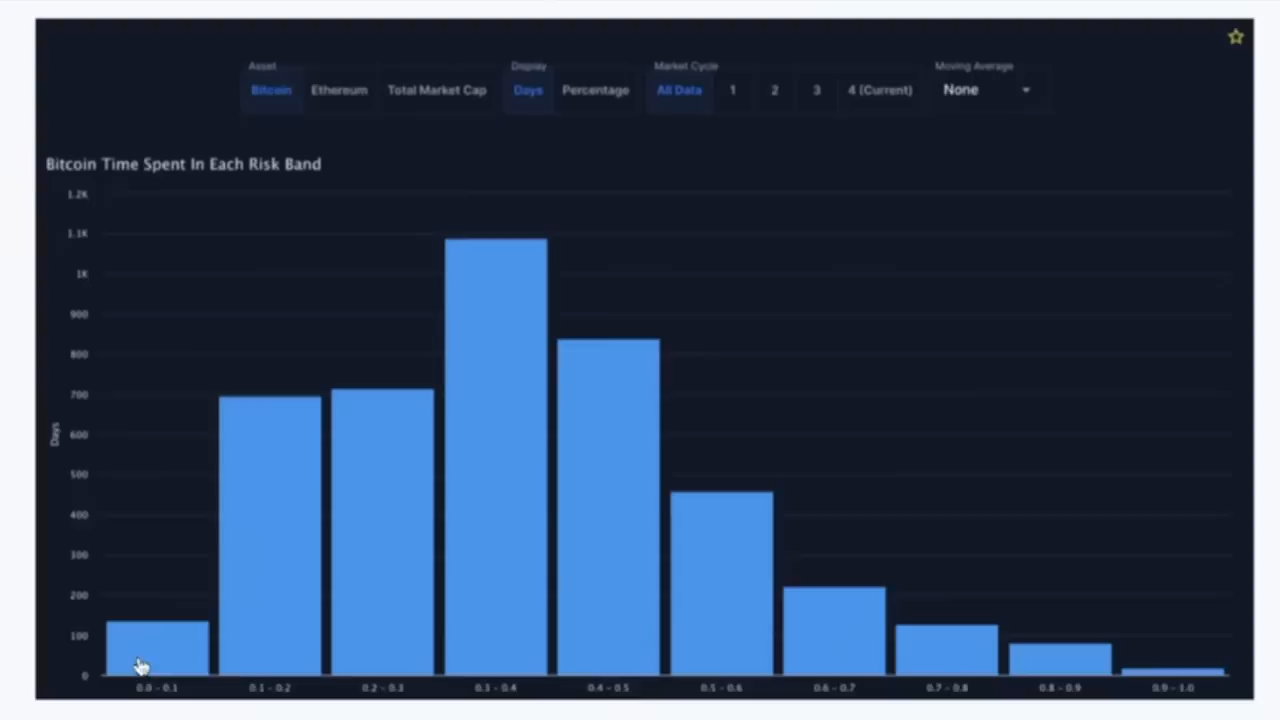 Asset Display Market Cycle Moving Average
Bitcoin Ethereum Total Market Cap Days Percentage All Data 1 2 3 4 (Current) None
Bitcoin Time Spent In Each Risk Band
1.2K
1.1K
1K
900
800
700
600
500
400
300
200
100
0
Days
0.0 - 0.1 0.1 - 0.2 0.2 - 0.3 0.3 - 0.4 0.4 - 0.5 0.5 - 0.6 0.6 - 0.7 0.7 - 0.8 0.8 - 0.9 0.9 - 1.0